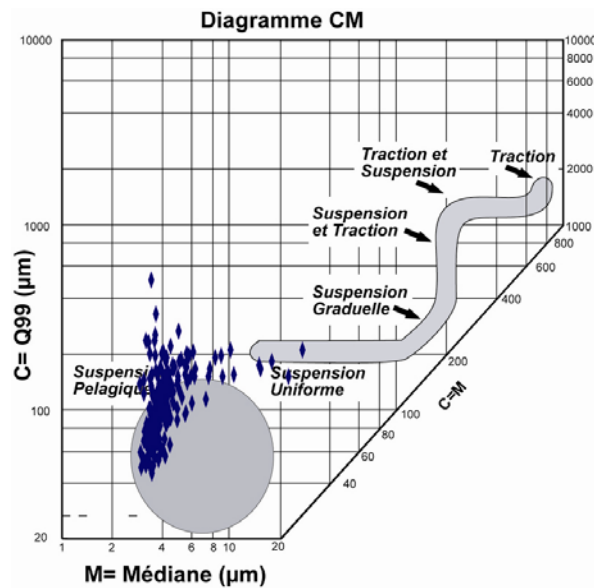 Diagramme CM
10000
10000
8000
6000
4000
Traction et
Suspension
Traction
2000
Suspension
et Traction
1000
1000
800
600
C= Q99 (µm)
Suspension
Graduelle
400
200
Suspension
Uniforme
Pelagique
C=M
100
100
80
60
40
20
1
2
4
6
8
10
20
M= Médiane (µm)